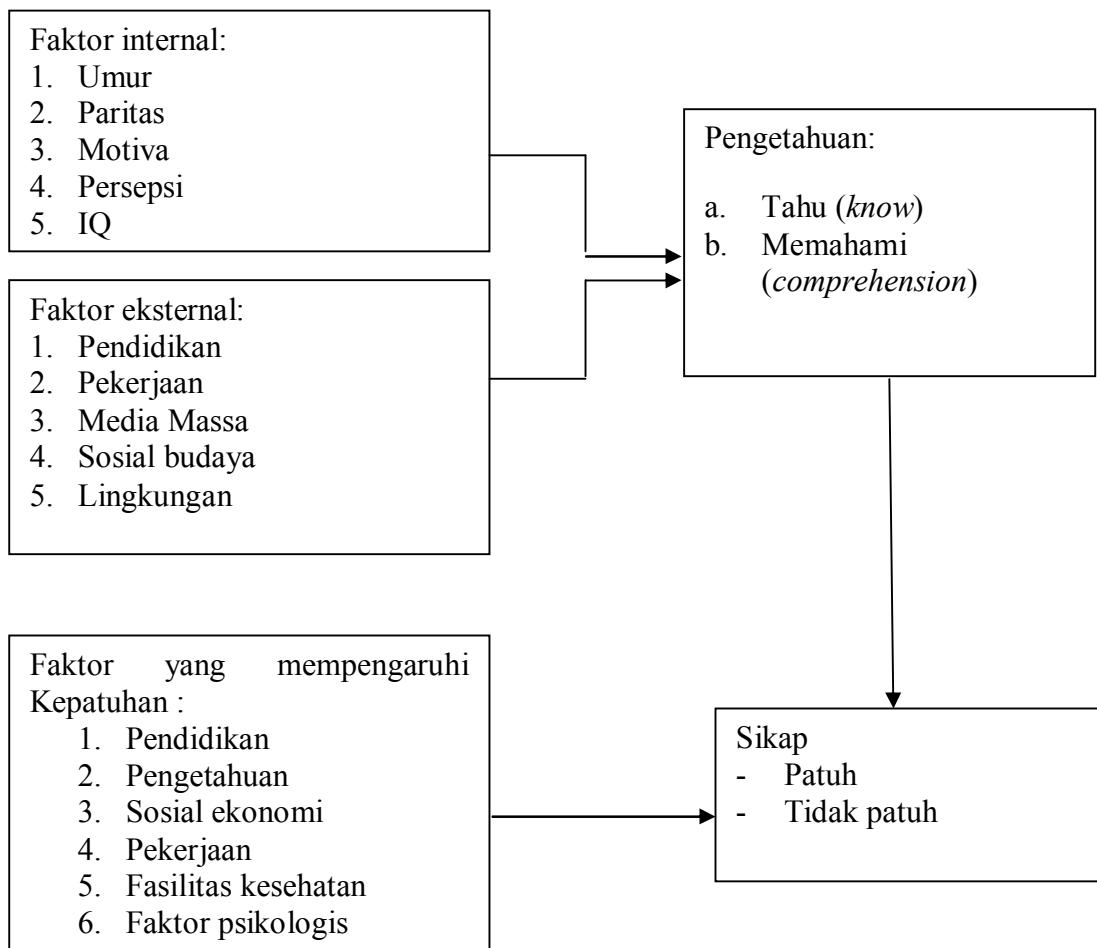 Faktor internal:
1. Umur
2. Paritas
3. Motiva
4. Persepsi
5. IQ
Pengetahuan:
a. Tahu (know)
b. Memahami
(comprehension)
Faktor eksternal:
1. Pendidikan
2. Pekerjaan
3. Media Massa
4. Sosial budaya
5. Lingkungan
Faktor yang mempengaruhi
Kepatuhan :
1. Pendidikan
2. Pengetahuan
3. Sosial ekonomi
4. Pekerjaan
5. Fasilitas kesehatan
6. Faktor psikologis
Sikap
- Patuh
- Tidak patuh